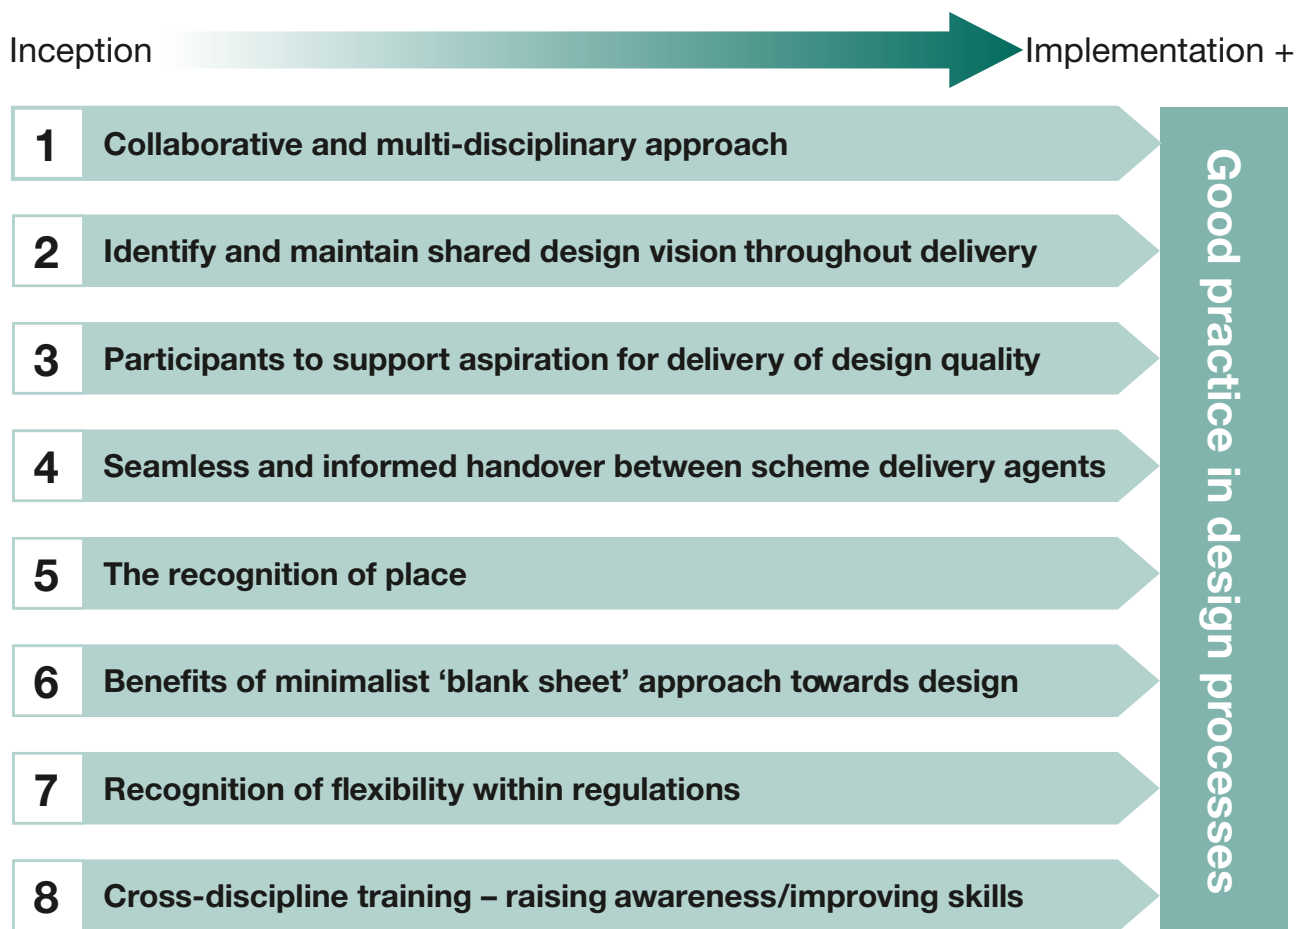 Inception
Implementation +
1 Collaborative and multi-disciplinary approach
2 Identify and maintain shared design vision throughout delivery
3 Participants to support aspiration for delivery of design quality
4 Seamless and informed handover between scheme delivery agents
5 The recognition of place
6 Benefits of minimalist ‘blank sheet’ approach towards design
7 Recognition of flexibility within regulations
8 Cross-discipline training – raising awareness/improving skills
Good practice in design processes